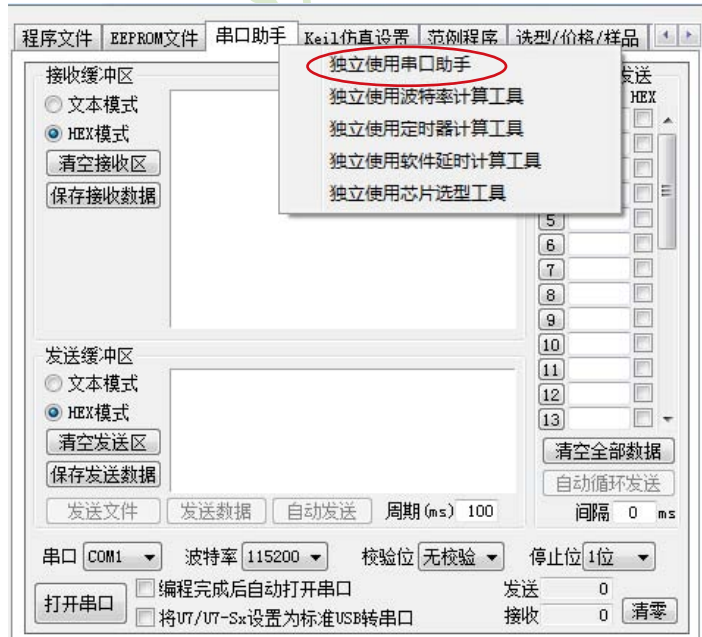 程序文件 EEPROM文件 串口助手 Keil仿真设置 范例程序 选型/价格/样品
独立使用串口助手
独立使用波特率计算工具
独立使用定时器计算工具
独立使用软件延时计算工具
独立使用芯片选型工具
接收缓冲区
文本模式
HEX模式
清空接收区
保存接收数据
发送
HEX
5
6
7
8
9
10
11
12
13
清空全部数据
自动循环发送
间隔 0 ms
发送缓冲区
文本模式
HEX模式
清空发送区
保存发送数据
发送文件 发送数据 自动发送 周期(ms) 100
串口 COM1 波特率 115200 校验位 无校验 停止位 1位
打开串口 编程完成后自动打开串口 发送 0
将U7/U7-Sx设置为标准USB转串口 接收 0 清零